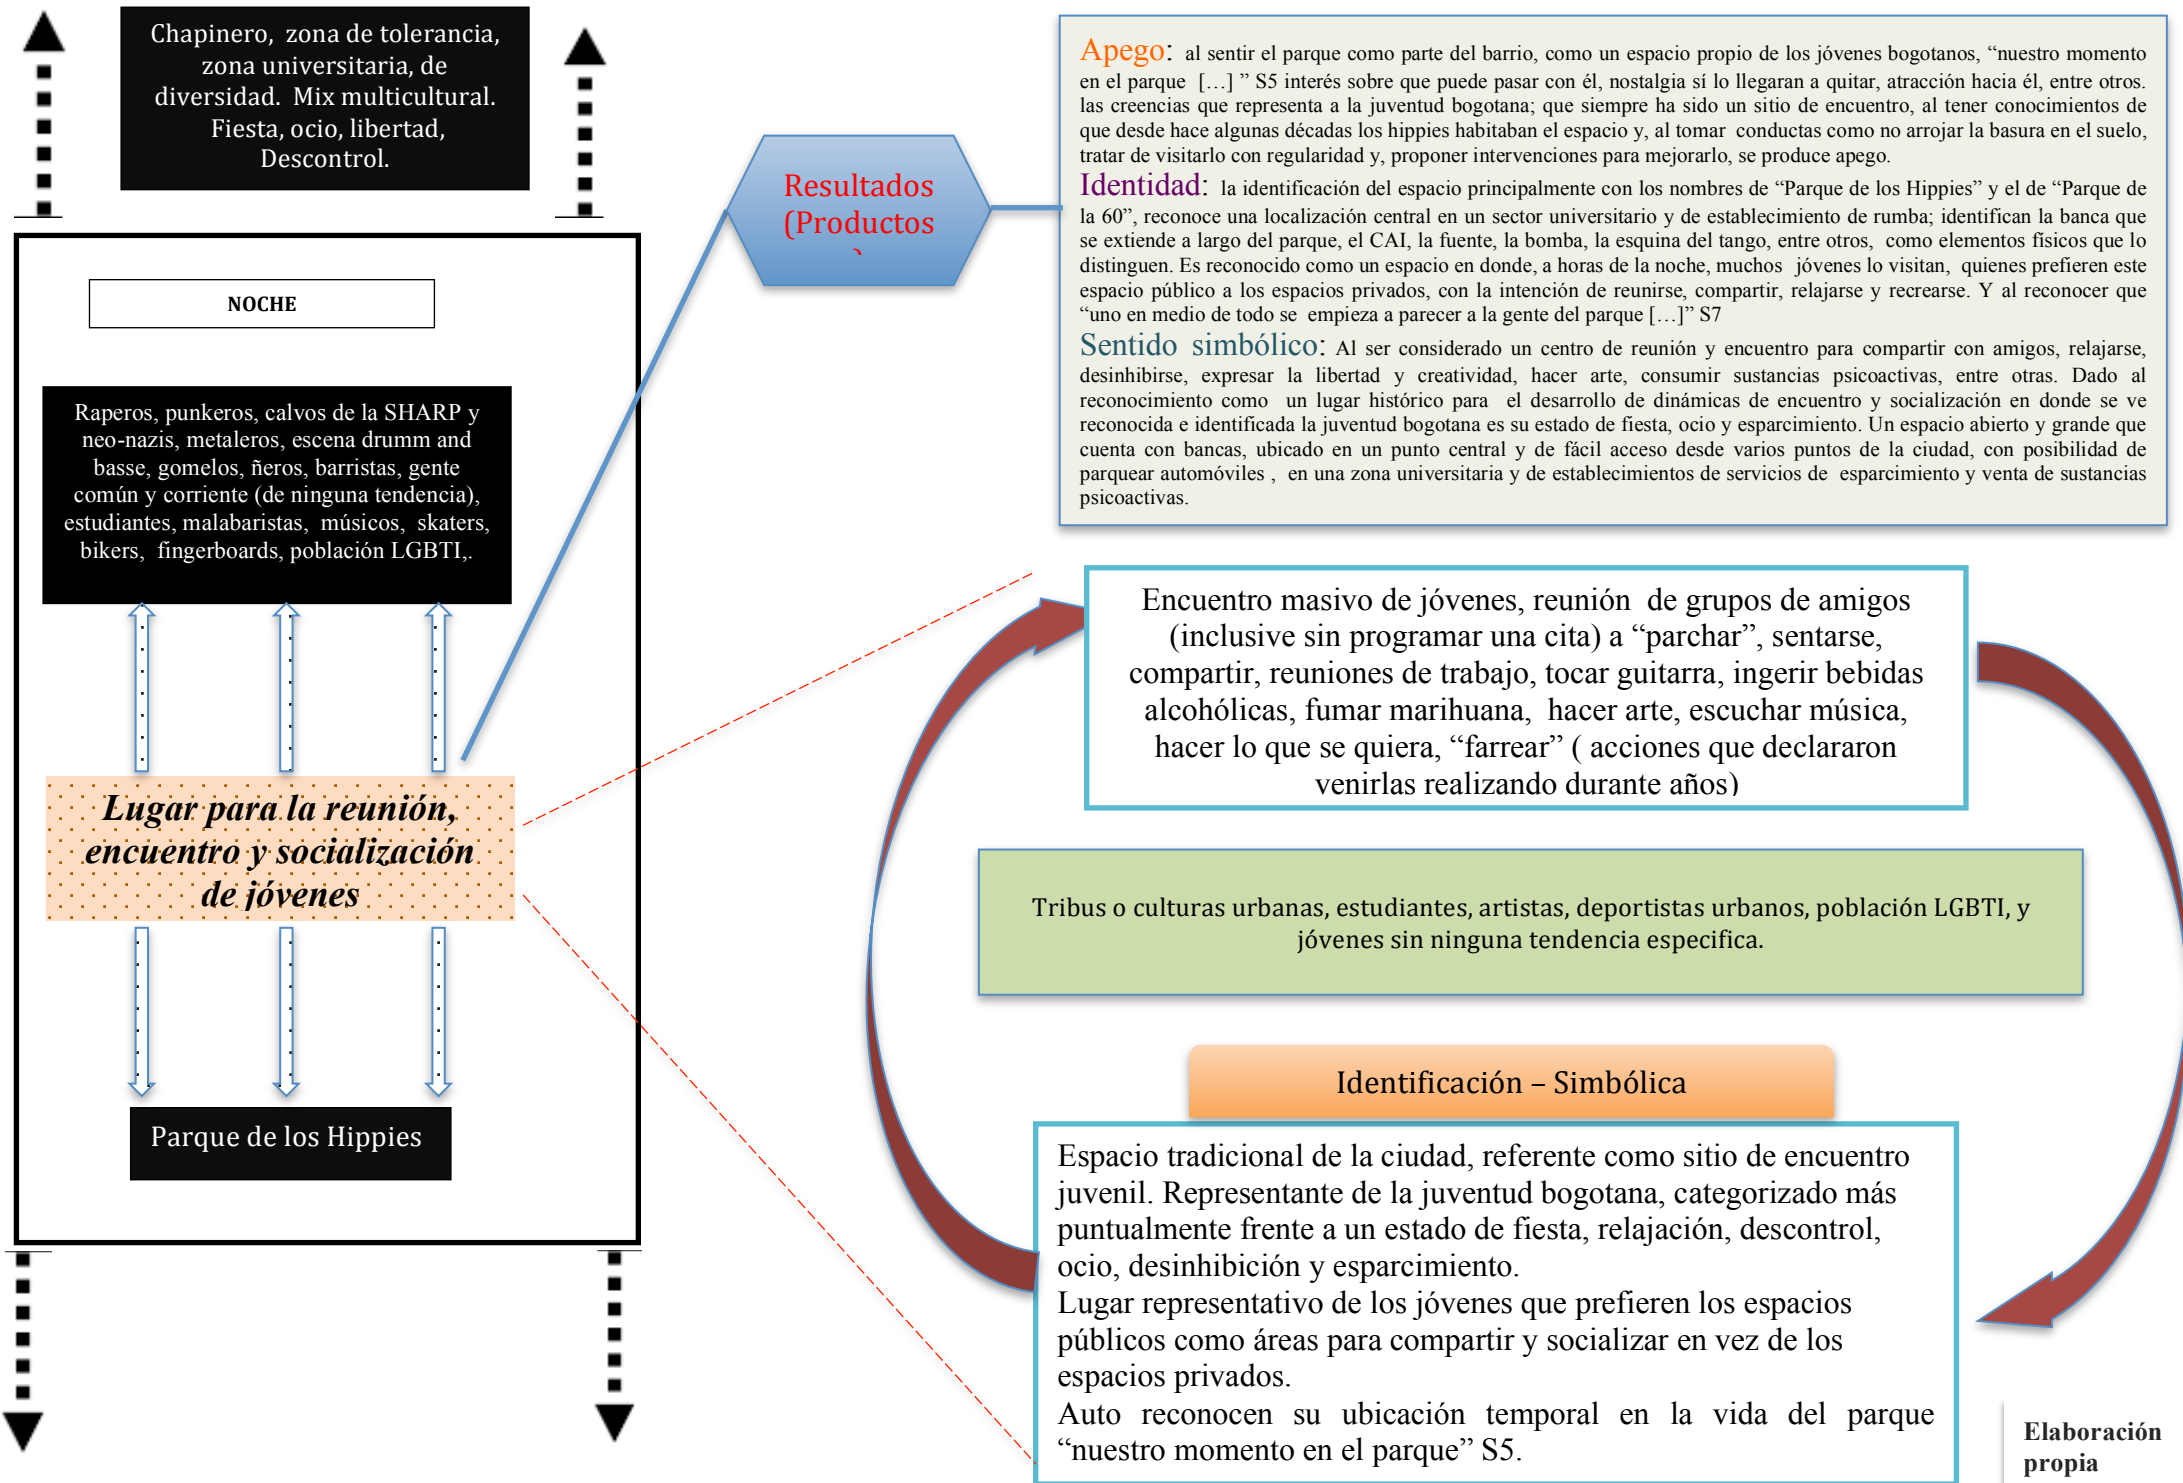 Chapinero, zona de tolerancia,
zona universitaria, de
diversidad. Mix multicultural.
Fiesta, ocio, libertad,
Descontrol.
NOCHE
Raperos, punkeros, calvos de la SHARP y
neo-nazis, metaleros, escena drumm and
basse, gomelos, ñeros, barristas, gente
común y corriente (de ninguna tendencia),
estudiantes, malabaristas, músicos, skaters,
bikers, fingerboards, población LGBTI,.
Lugar para la reunión,
encuentro y socialización
de jóvenes
Parque de los Hippies
Resultados
(Productos
)
Apego: al sentir el parque como parte del barrio, como un espacio propio de los jóvenes bogotanos, “nuestro momento
en el parque […] ” S5 interés sobre que puede pasar con él, nostalgia sí lo llegaran a quitar, atracción hacia él, entre otros.
las creencias que representa a la juventud bogotana; que siempre ha sido un sitio de encuentro, al tener conocimientos de
que desde hace algunas décadas los hippies habitaban el espacio y, al tomar conductas como no arrojar la basura en el suelo,
tratar de visitarlo con regularidad y, proponer intervenciones para mejorarlo, se produce apego.
Identidad: la identificación del espacio principalmente con los nombres de “Parque de los Hippies” y el de “Parque de
la 60”, reconoce una localización central en un sector universitario y de establecimiento de rumba; identifican la banca que
se extiende a largo del parque, el CAI, la fuente, la bomba, la esquina del tango, entre otros, como elementos físicos que lo
distinguen. Es reconocido como un espacio en donde, a horas de la noche, muchos jóvenes lo visitan, quienes prefieren este
espacio público a los espacios privados, con la intención de reunirse, compartir, relajarse y recrearse. Y al reconocer que
“uno en medio de todo se empieza a parecer a la gente del parque […]” S7
Sentido simbólico: Al ser considerado un centro de reunión y encuentro para compartir con amigos, relajarse,
desinhibirse, expresar la libertad y creatividad, hacer arte, consumir sustancias psicoactivas, entre otras. Dado al
reconocimiento como un lugar histórico para el desarrollo de dinámicas de encuentro y socialización en donde se ve
reconocida e identificada la juventud bogotana es su estado de fiesta, ocio y esparcimiento. Un espacio abierto y grande que
cuenta con bancas, ubicado en un punto central y de fácil acceso desde varios puntos de la ciudad, con posibilidad de
parquear automóviles , en una zona universitaria y de establecimientos de servicios de esparcimiento y venta de sustancias
psicoactivas.
Encuentro masivo de jóvenes, reunión de grupos de amigos
(inclusive sin programar una cita) a “parchar”, sentarse,
compartir, reuniones de trabajo, tocar guitarra, ingerir bebidas
alcohólicas, fumar marihuana, hacer arte, escuchar música,
hacer lo que se quiera, “farrear” ( acciones que declararon
venirlas realizando durante años)
Tribus o culturas urbanas, estudiantes, artistas, deportistas urbanos, población LGBTI, y
jóvenes sin ninguna tendencia especifica.
Identificación – Simbólica
Espacio tradicional de la ciudad, referente como sitio de encuentro
juvenil. Representante de la juventud bogotana, categorizado más
puntualmente frente a un estado de fiesta, relajación, descontrol,
ocio, desinhibición y esparcimiento.
Lugar representativo de los jóvenes que prefieren los espacios
públicos como áreas para compartir y socializar en vez de los
espacios privados.
Auto reconocen su ubicación temporal en la vida del parque
“nuestro momento en el parque” S5.
Elaboración
propia